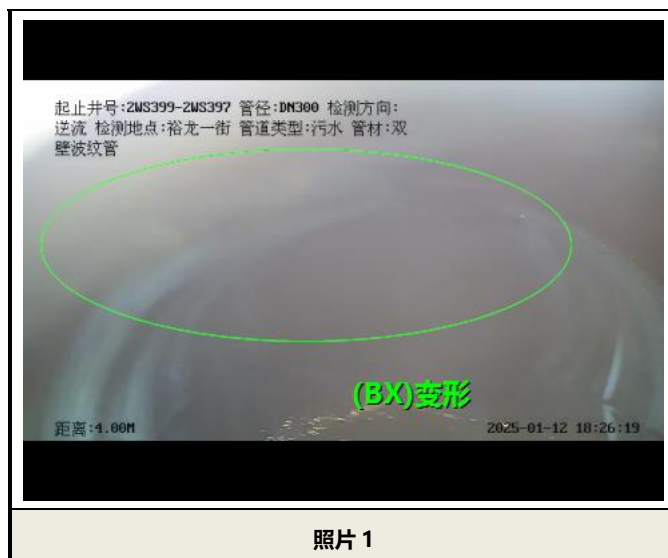 起止井号:2WS399-2WS397 管径:DN300 检测方向:
逆流 检测地点:裕龙一街 管道类型:污水 管材:双
壁波纹管
(BX)变形
距离:4.00M
2025-01-12 18:26:19
照片 1